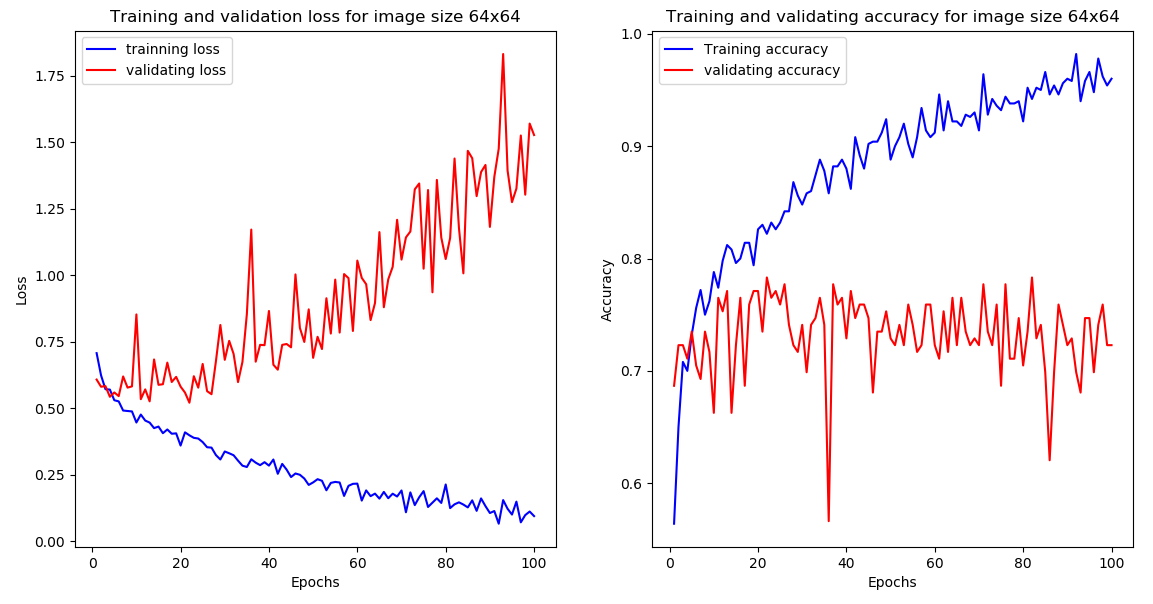 Training and validation loss for image size 64x64
trainning loss
validating loss
1.75
1.50
1.25
1.00
0.75
0.50
0.25
0.00
Loss
0 20 40 60 80 100
Epochs
Training and validating accuracy for image size 64x64
Training accuracy
validating accuracy
1.0
0.9
0.8
0.7
0.6
Accuracy
0 20 40 60 80 100
Epochs